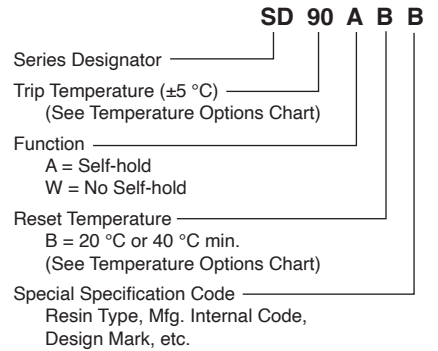 SD 90 A B B
Series Designator
Trip Temperature (±5 °C)
(See Temperature Options Chart)
Function
A = Self-hold
W = No Self-hold
Reset Temperature
B = 20 °C or 40 °C min.
(See Temperature Options Chart)
Special Specification Code
Resin Type, Mfg. Internal Code,
Design Mark, etc.